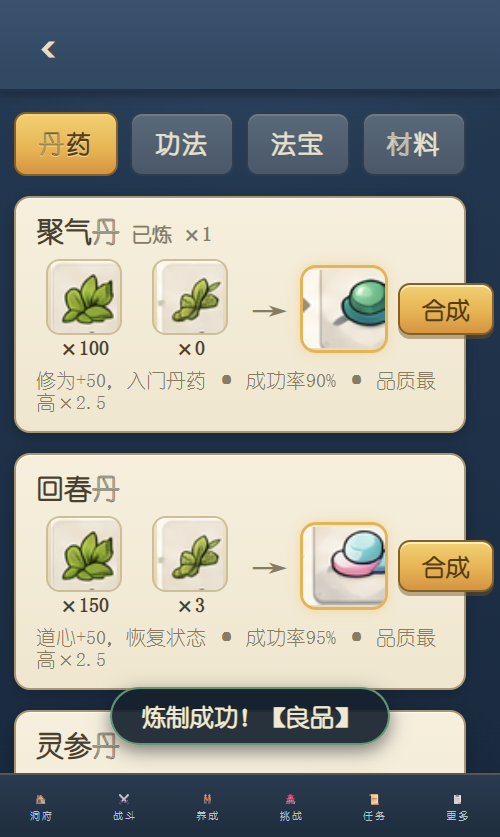 丹药 功法 法宝 材料
聚气丹 已炼 ×1
×100 ×0
合成
修为+50, 入门丹药 ● 成功率90% ● 品质最
高×2.5
回春丹
×150 ×3
合成
道心+50, 恢复状态 ● 成功率95% ● 品质最
高×2.5
灵参丹
炼制成功! 【良品】
洞府 战斗 养成 挑战 任务 更多